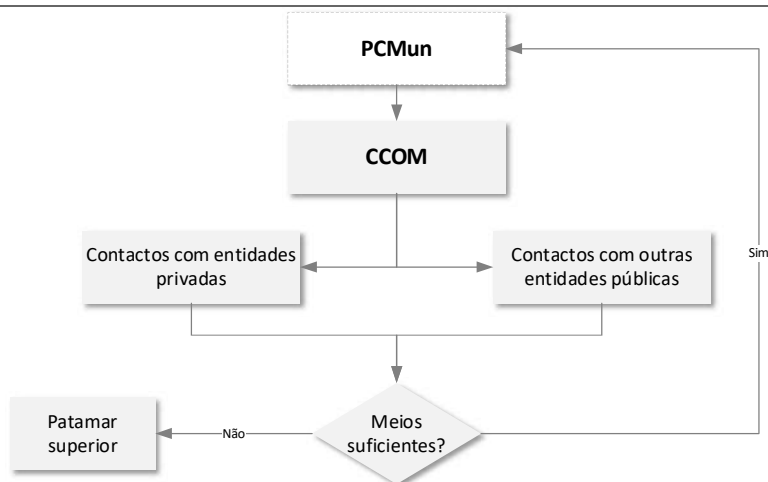 PCMun
CCOM
Contactos com entidades
privadas
Contactos com outras
entidades públicas
Sim
Meios
suficientes?
Não
Patamar
superior